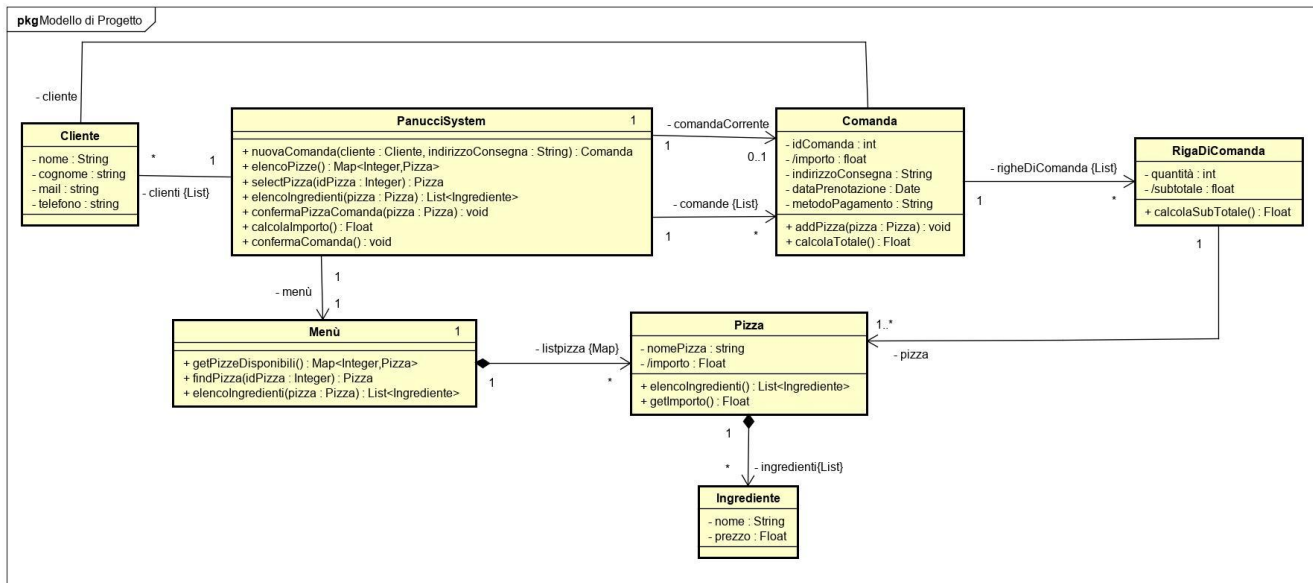 pkg Modello di Progetto
- cliente
Cliente
- nome : String
- cognome : string
- mail : string
- telefono : string
*
1
- clienti {List}
PanucciSystem
1
+ nuovaComanda(cliente : Cliente, indirizzoConsegna : String) : Comanda
+ elencoPizze() : Map<Integer,Pizza>
+ selectPizza(idPizza : Integer) : Pizza
+ elencoIngredienti(pizza : Pizza) : List<Ingrediente>
+ confermaPizzaComanda(pizza : Pizza) : void
+ calcolaImporto() : Float
+ confermaComanda() : void
- comandaCorrente
1
0..1
- comande {List}
1
*
Comanda
- idComanda : int
- /importo : float
- indirizzoConsegna : String
- dataPrenotazione : Date
- metodoPagamento : String
+ addPizza(pizza : Pizza) : void
+ calcolaTotale() : Float
- righeDiComanda {List}
1
*
RigaDiComanda
- quantità : int
- /subtotale : float
+ calcolaSubTotale() : Float
1
1..*
- pizza
1
- menù
1
Menù
1
+ getPizzeDisponibili() : Map<Integer,Pizza>
+ findPizza(idPizza : Integer) : Pizza
+ elencoIngredienti(pizza : Pizza) : List<Ingrediente>
- listpizza {Map}
1
*
Pizza
- nomePizza : string
- /importo : Float
+ elencoIngredienti() : List<Ingrediente>
+ getImporto() : Float
1
*
- ingredienti{List}
Ingrediente
- nome : String
- prezzo : Float